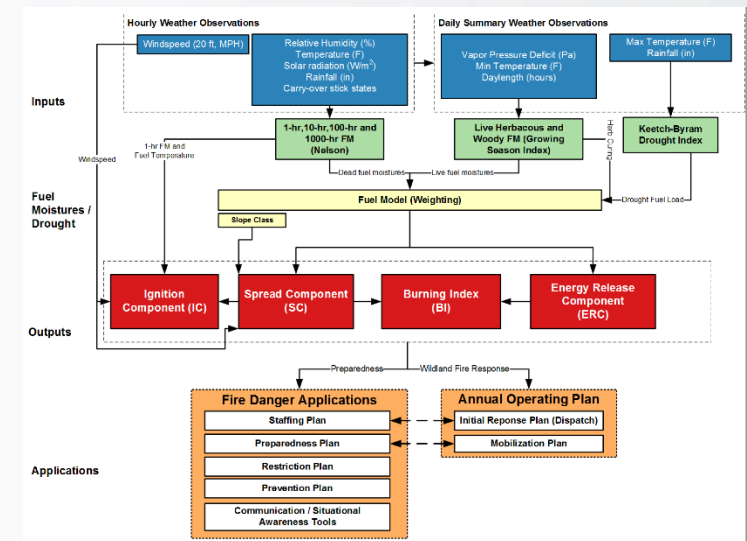 Hourly Weather Observations
Daily Summary Weather Observations
Windspeed (20 ft, MPH)
Relative Humidity (%)
Temperature (F)
Solar radiation (W/m²)
Rainfall (in)
Carry-over stick states
Vapor Pressure Deficit (Pa)
Min Temperature (F)
Daylength (hours)
Max Temperature (F)
Rainfall (in)
Inputs
1-hr FM and
Fuel Temperature
Windspeed
1-hr,10-hr,100-hr and
1000-hr FM
(Nelson)
Live Herbacous and
Woody FM (Growing
Season Index)
Herb Curing
Keetch-Byram
Drought Index
Dead fuel moistures
Live fuel moistures
Fuel
Moistures /
Drought
Fuel Model (Weighting)
Drought Fuel Load
Slope Class
Ignition
Component (IC)
Spread Component
(SC)
Burning Index
(BI)
Energy Release
Component
(ERC)
Outputs
Preparedness
Wildland Fire Response
Fire Danger Applications
Annual Operating Plan
Staffing Plan
Initial Reponse Plan (Dispatch)
Preparedness Plan
Mobilization Plan
Restriction Plan
Applications
Prevention Plan
Communication / Situational
Awareness Tools